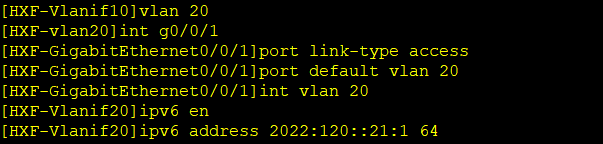 [HXF-Vlanif10]vlan 20
[HXF-vlan20]int g0/0/1
[HXF-GigabitEthernet0/0/1]port link-type access
[HXF-GigabitEthernet0/0/1]port default vlan 20
[HXF-GigabitEthernet0/0/1]int vlan 20
[HXF-Vlanif20]ipv6 en
[HXF-Vlanif20]ipv6 address 2022:120::21:1 64